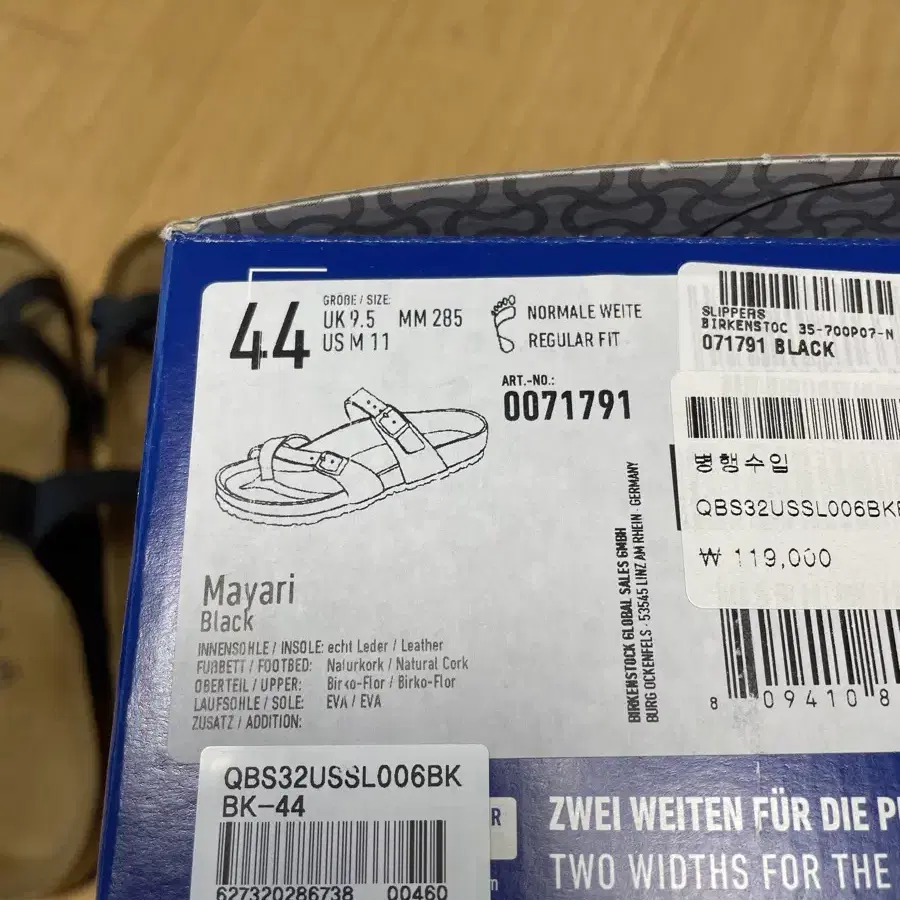 44
GRÖßE / SIZE:
UK 9.5 MM 285
US M 11
NORMALE WEITE
REGULAR FIT
ART.-NO.:
0071791
SLIPPERS
BIRKENSTOC 35-700P07-N
071791 BLACK
병행수입
QBS32USSL006BK
₩ 119,000
Mayari
Black
INNENSOHLE / INSOLE: echt Leder / Leather
FUßBETT / FOOTBED: Naturkork / Natural Cork
OBERTEIL / UPPER: Birko-Flor / Birko-Flor
LAUFSOHLE / SOLE: EVA / EVA
ZUSATZ / ADDITION:
BIRKENSTOCK GLOBAL SALES GMBH
BURG OCKENFELS · 53545 LINZ AM RHEIN · GERMANY
8 09410 8
QBS32USSL006BK
BK-44
627320286738 00460
R
ZWEI WEITEN FÜR DIE
TWO WIDTHS FOR THE